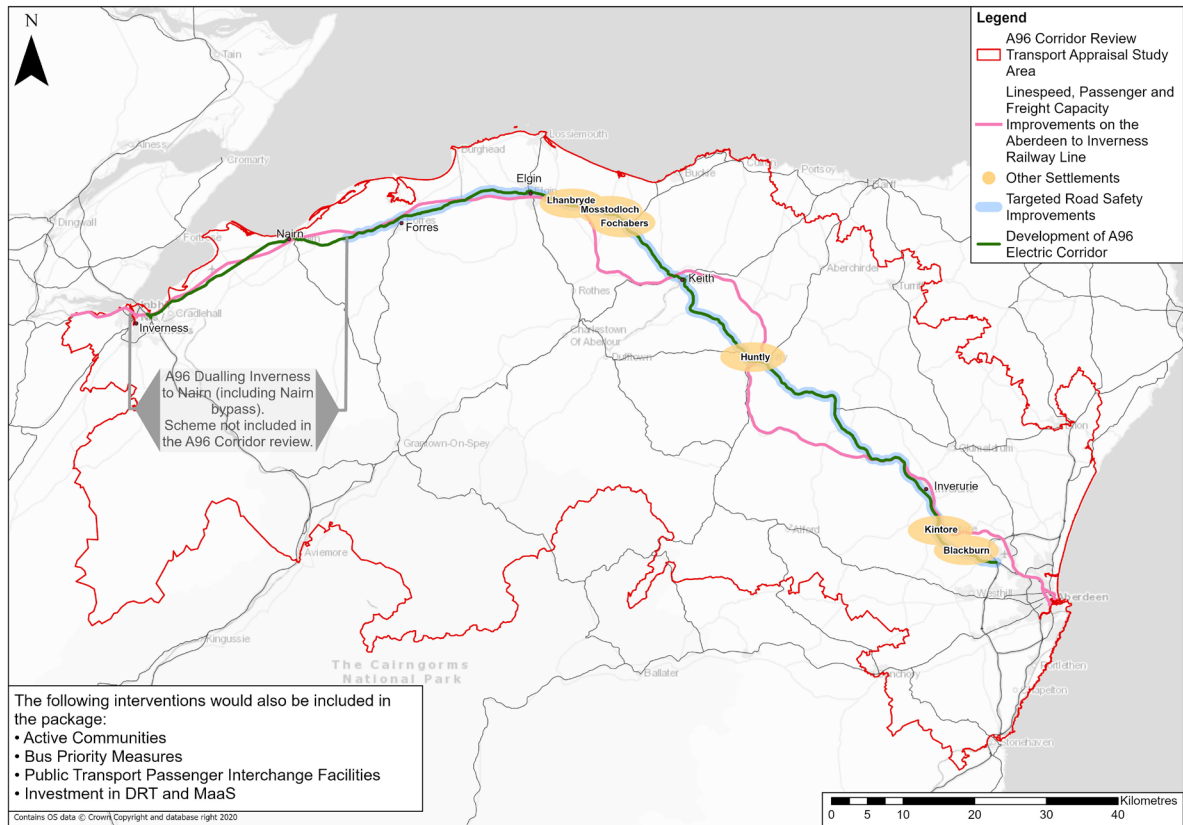 N
Legend
A96 Corridor Review
Transport Appraisal Study
Area
Linespeed, Passenger and
Freight Capacity
Improvements on the
Aberdeen to Inverness
Railway Line
Other Settlements
Targeted Road Safety
Improvements
Development of A96
Electric Corridor
Tain
Alness
Cromarty
Dingwall
Lossiemouth
Burghead
Buckre
Portsoy
Elgin
Lhanbryde
Mosstodloch
Fochabers
Forres
Nairn
Keith
Aberchirder
Rothes
Cradlehall
Inverness
Charlestown
Of Aberlour
Dufftown
Huntly
A96 Dualling Inverness
to Nairn (including Nairn
bypass).
Scheme not included in
the A96 Corridor review.
Grantown-On-Spey
Inverurie
Kintore
Alford
Blackburn
Aviemore
Westhill
Aberdeen
Kingussie
The Cairngorms
National Park
Ballater
Portlethen
Stonehaven
The following interventions would also be included in
the package:
• Active Communities
• Bus Priority Measures
• Public Transport Passenger Interchange Facilities
• Investment in DRT and MaaS
Kilometres
0 5 10 20 30 40
Contains OS data © Crown Copyright and database right 2020